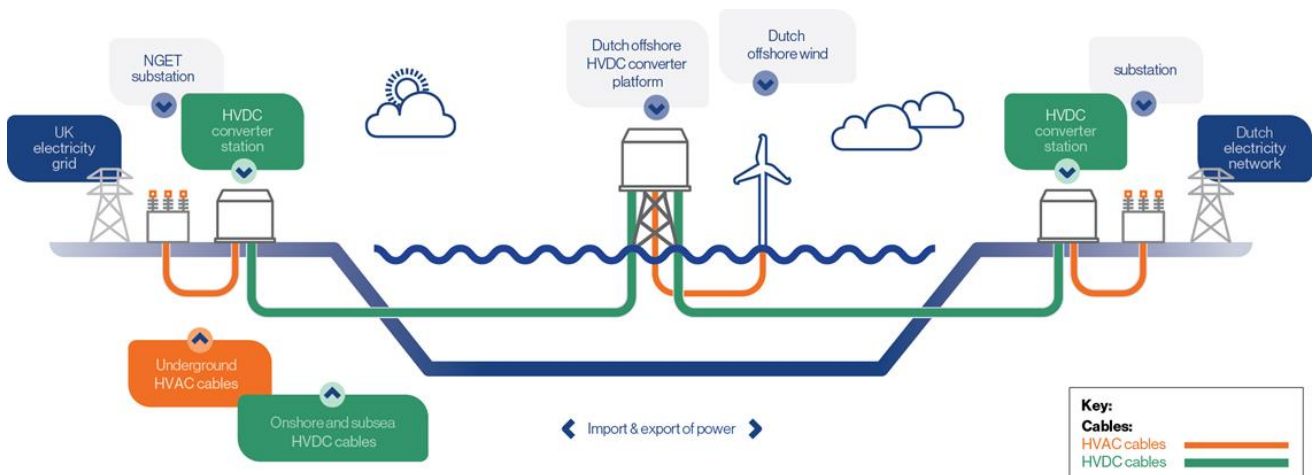 NGET
substation
HVDC
converter
station
UK
electricity
grid
Dutch offshore
HVDC converter
platform
Dutch
offshore wind
substation
HVDC
converter
station
Dutch
electricity
network
Underground
HVAC cables
Onshore and subsea
HVDC cables
Import & export of power
Key:
Cables:
HVAC cables
HVDC cables